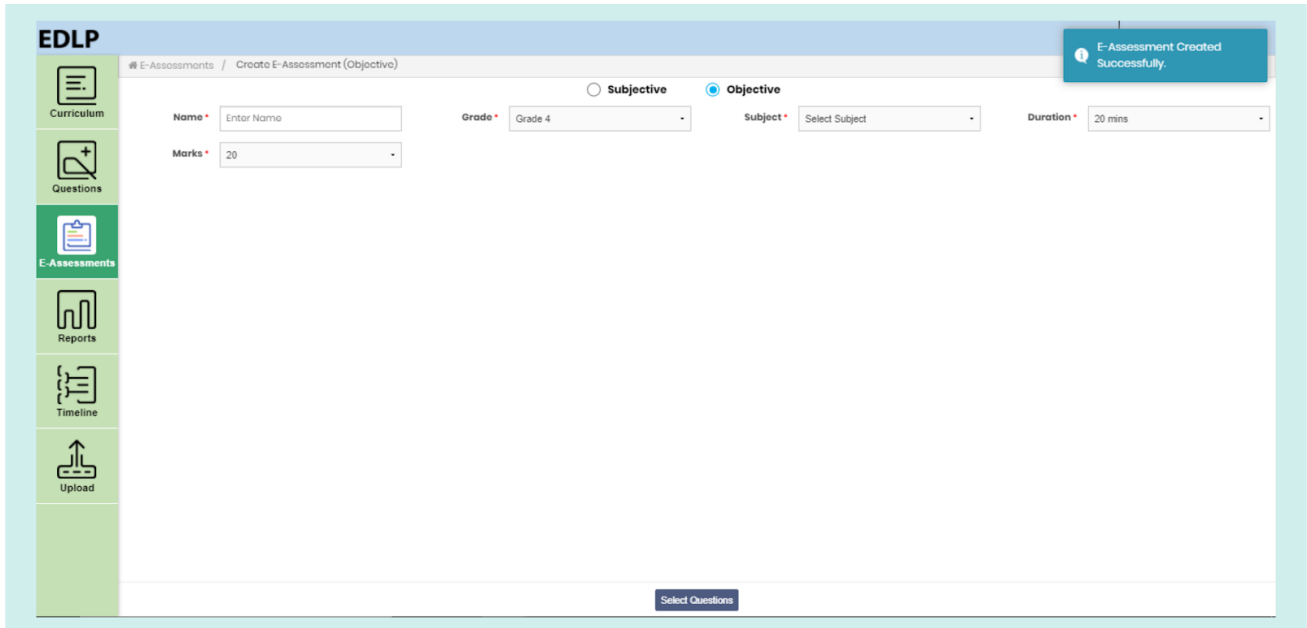 EDLP
E-Assessment Created
Successfully.
E-Assessments / Create E-Assessment (Objective)
Subjective
Objective
Name *
Enter Name
Grade *
Grade 4
Subject *
Select Subject
Duration *
20 mins
Marks *
20
Curriculum
Questions
E-Assessments
Reports
Timeline
Upload
Select Questions